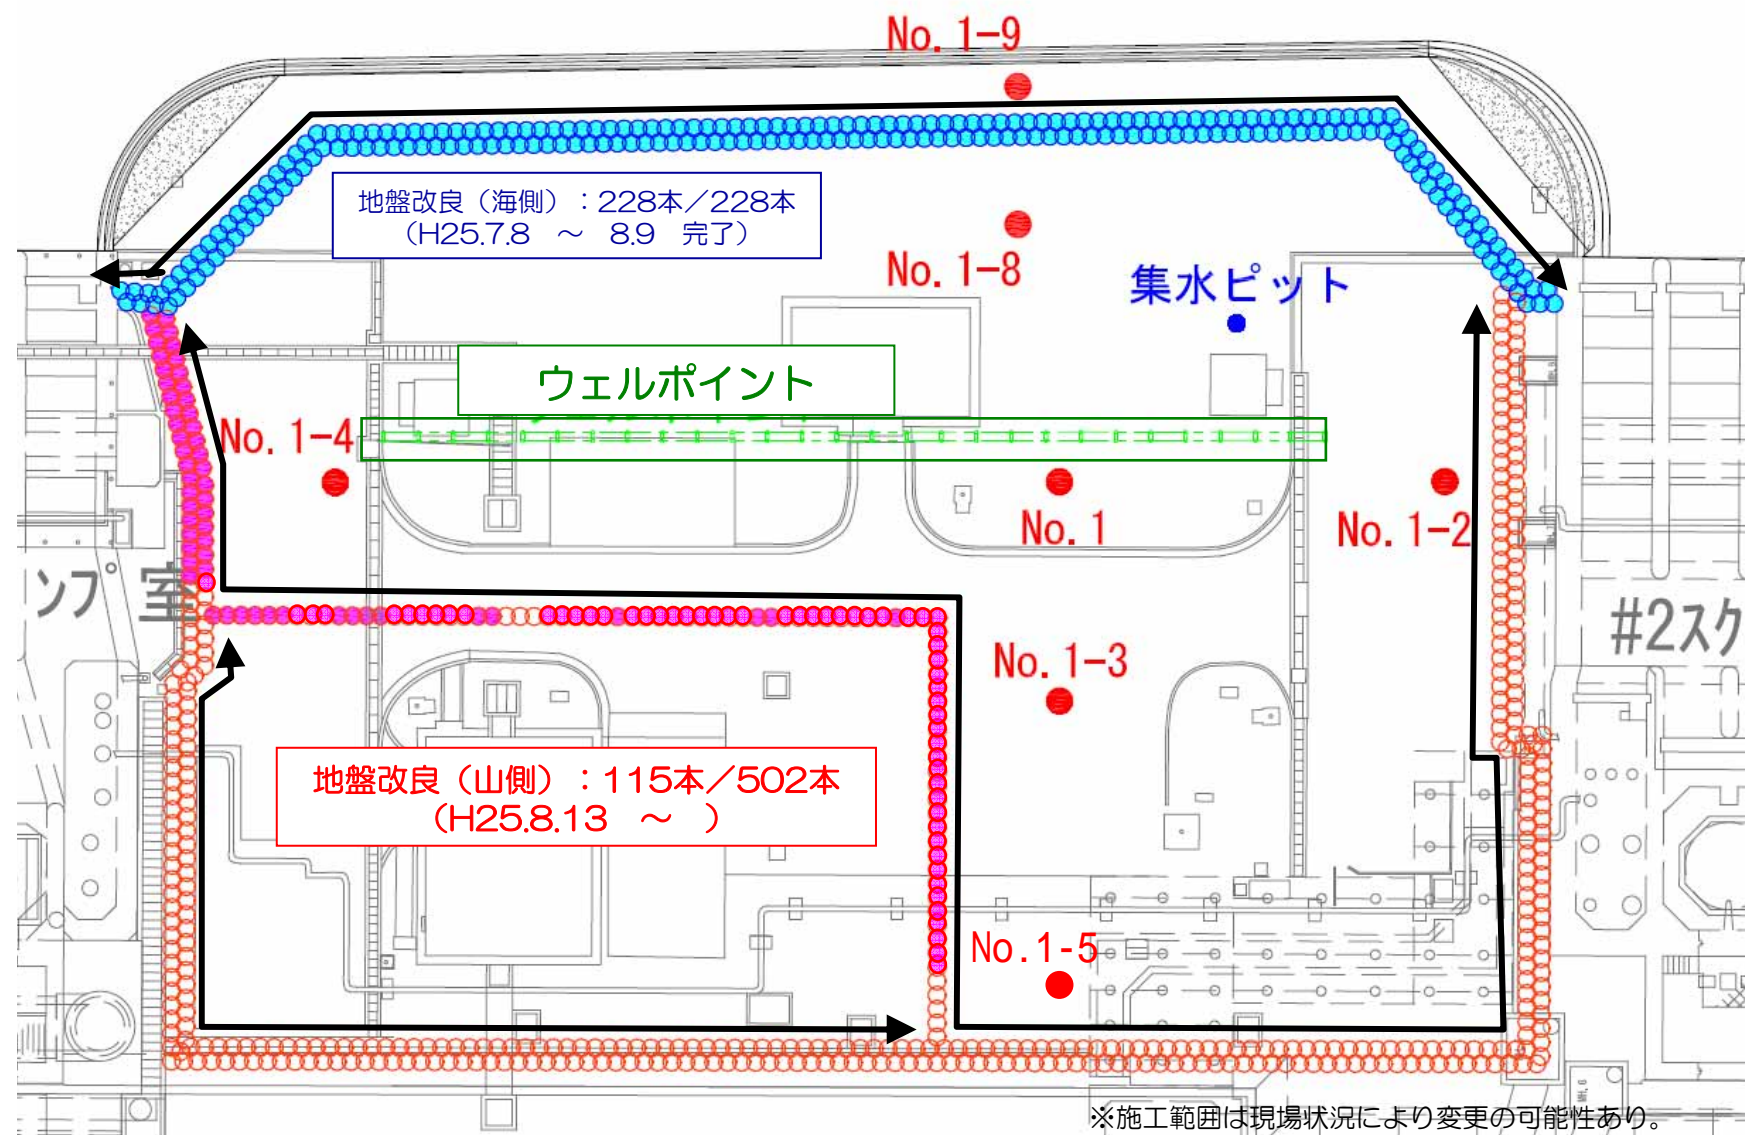 No. 1-9
地盤改良（海側）：228本／228本
（H25.7.8　～　8.9　完了）
No. 1-8
集水ピット
ウェルポイント
No. 1-4
No. 1
No. 1-2
ンプ室
#2スク
No. 1-3
地盤改良（山側）：115本／502本
（H25.8.13　～　）
No. 1-5
※施工範囲は現場状況により変更の可能性あり。